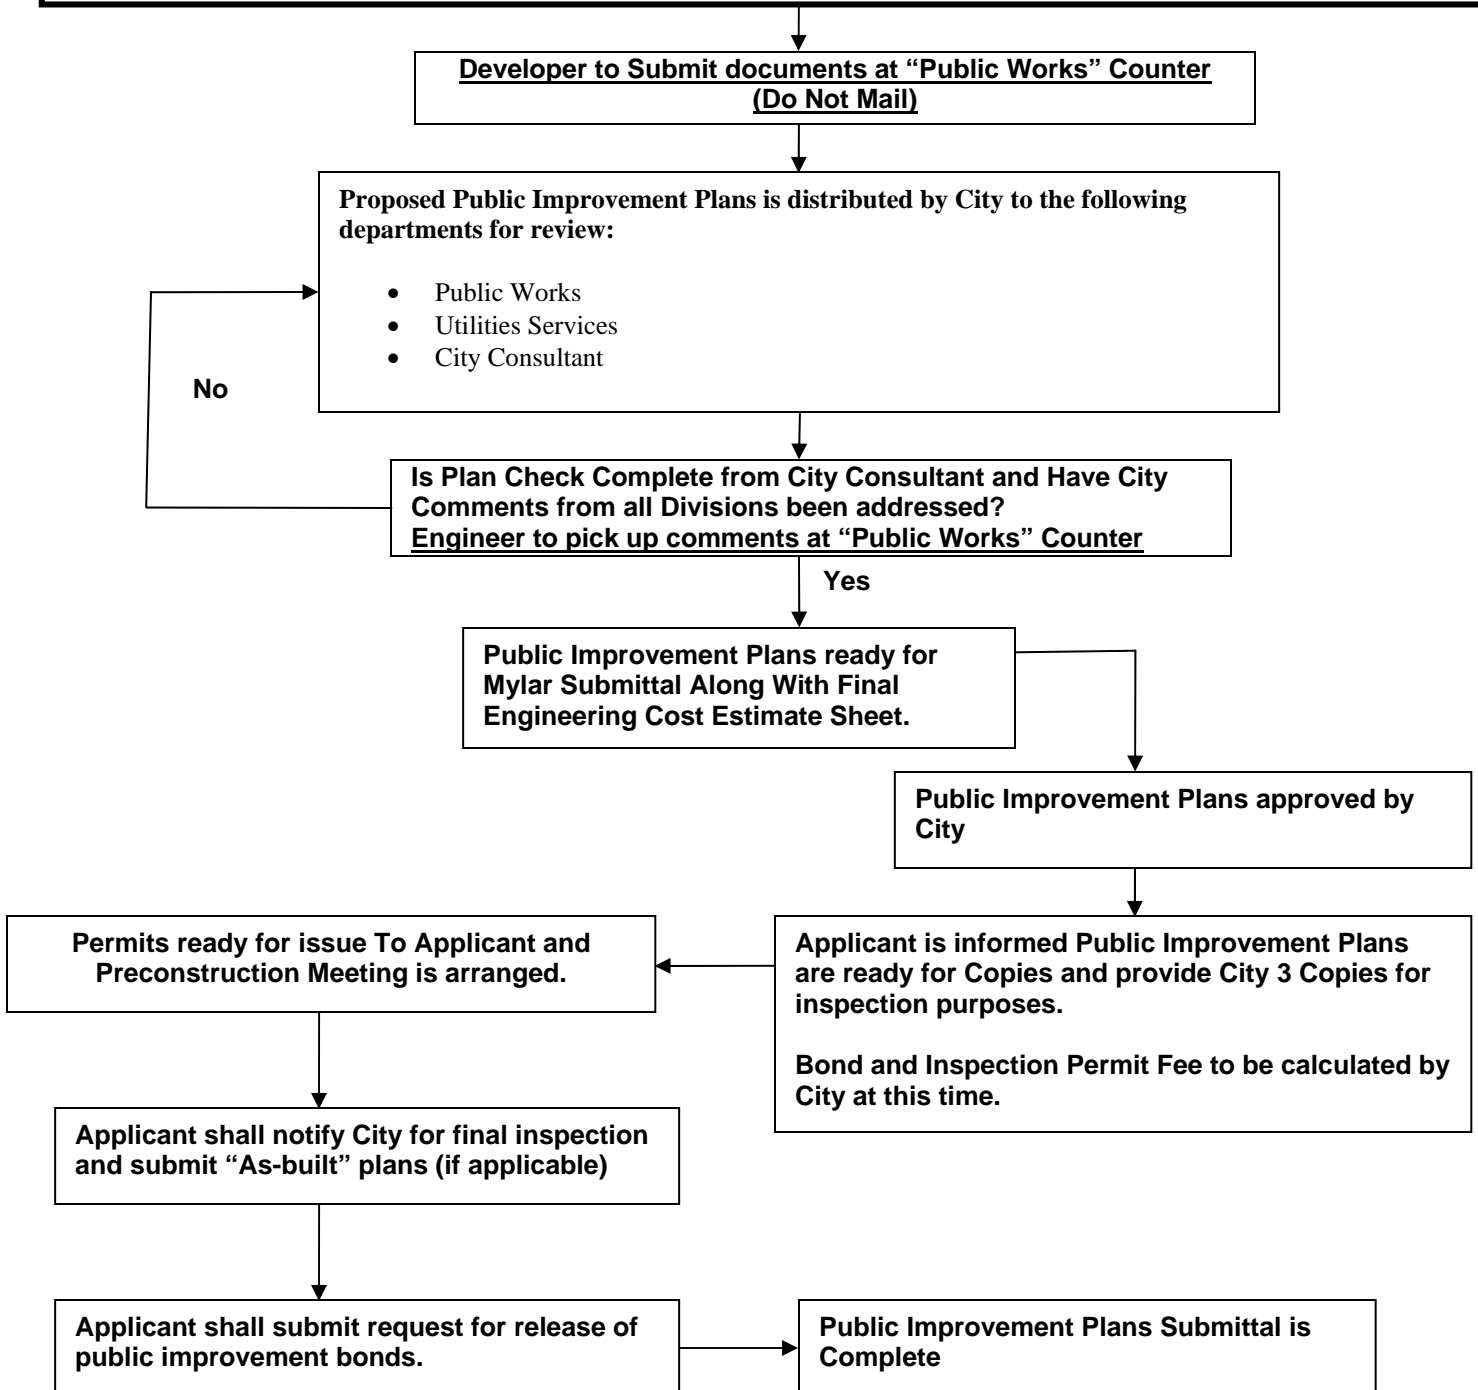 Developer to Submit documents at “Public Works” Counter
(Do Not Mail)
Proposed Public Improvement Plans is distributed by City to the following
departments for review:
• Public Works
• Utilities Services
• City Consultant
No
Is Plan Check Complete from City Consultant and Have City
Comments from all Divisions been addressed?
Engineer to pick up comments at “Public Works” Counter
Yes
Public Improvement Plans ready for
Mylar Submittal Along With Final
Engineering Cost Estimate Sheet.
Public Improvement Plans approved by
City
Applicant is informed Public Improvement Plans
are ready for Copies and provide City 3 Copies for
inspection purposes.
Bond and Inspection Permit Fee to be calculated by
City at this time.
Permits ready for issue To Applicant and
Preconstruction Meeting is arranged.
Applicant shall notify City for final inspection
and submit “As-built” plans (if applicable)
Applicant shall submit request for release of
public improvement bonds.
Public Improvement Plans Submittal is
Complete